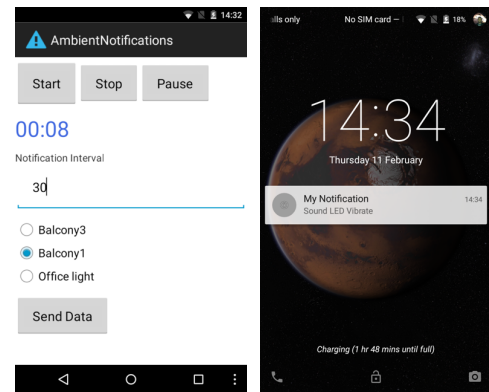 14:32
AmbientNotifications
Start Stop Pause
00:08
Notification Interval
30
Balcony3
Balcony1
Office light
Send Data
lls only No SIM card — 18%
14:34
Thursday 11 February
My Notification 14:34
Sound LED Vibrate
Charging (1 hr 48 mins until full)